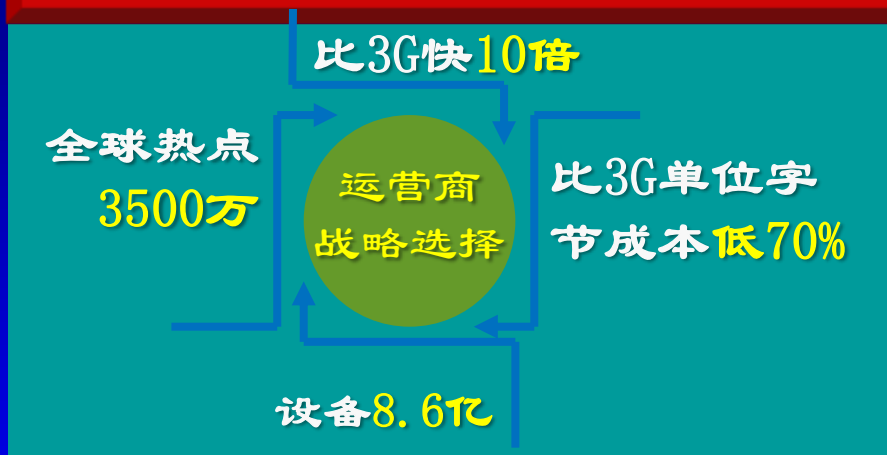 比3G快10倍
全球热点
3500万
运营商
战略选择
比3G单位字
节成本低70%
设备8.6亿